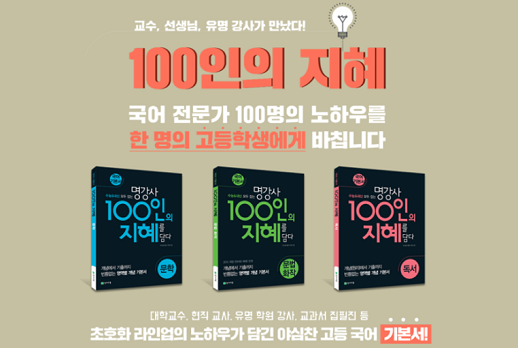 교수, 선생님, 유명 강사가 만났다!
100인의 지혜
국어 전문가 100명의 노하우를
한 명의 고등학생에게 바칩니다
명강사
100인의
지혜를
담다
문학
명강사
100인의
지혜를
담다
문법
화작
명강사
100인의
지혜를
담다
독서
대학교수, 현직 교사, 유명 학원 강사, 교과서 집필진 등
초호화 라인업의 노하우가 담긴 야심찬 고등 국어 기본서!